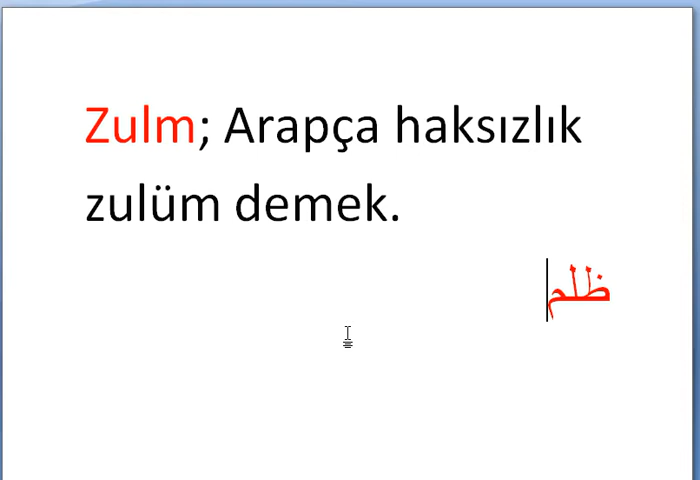 Zulm; Arapça haksızlık
zulüm demek.
ظلم